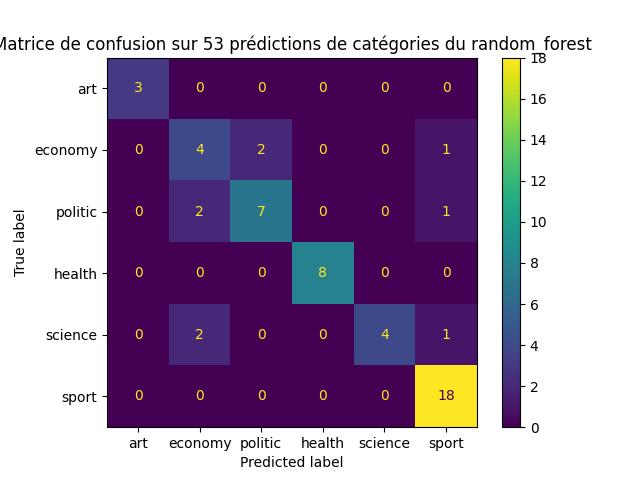 Matrice de confusion sur 53 prédictions de catégories du random_forest
18
art 3 0 0 0 0 0
16
economy 0 4 2 0 0 1
14
12
politic 0 2 7 0 0 1
10
True label
health 0 0 0 8 0 0
8
6
science 0 2 0 0 4 1
4
sport 0 0 0 0 0 18
2
0
art economy politic health science sport
Predicted label